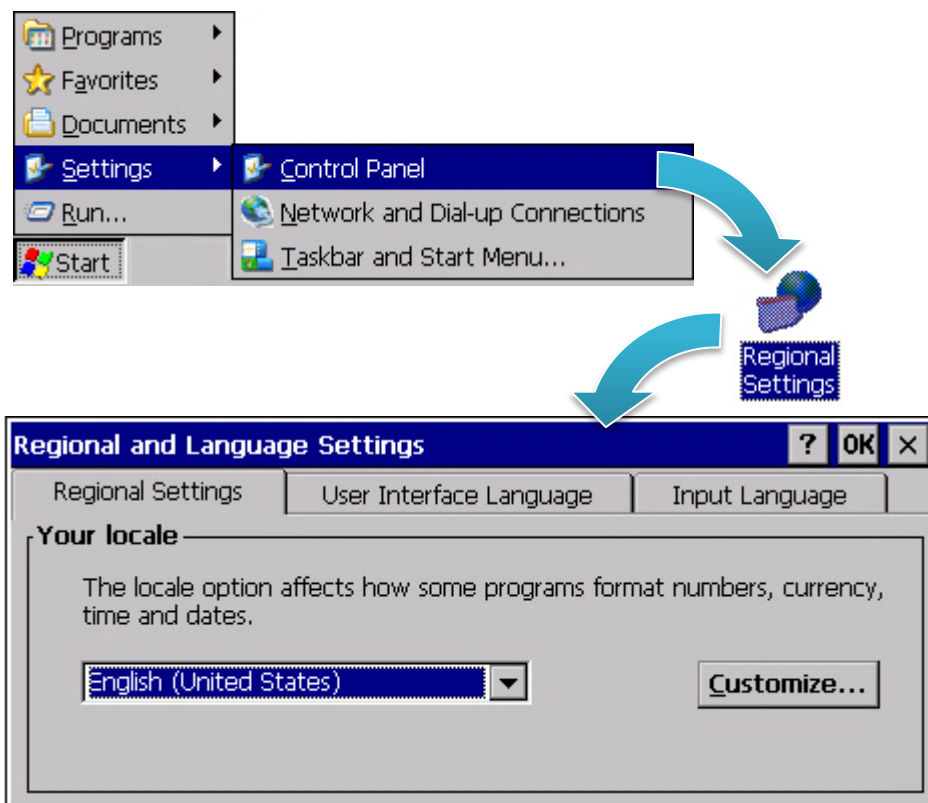 Programs
Favorites
Documents
Settings
Control Panel
Run...
Network and Dial-up Connections
Start
Taskbar and Start Menu...
Regional
Settings
Regional and Language Settings
? OK ×
Regional Settings
User Interface Language
Input Language
Your locale
The locale option affects how some programs format numbers, currency,
time and dates.
English (United States)
Customize...